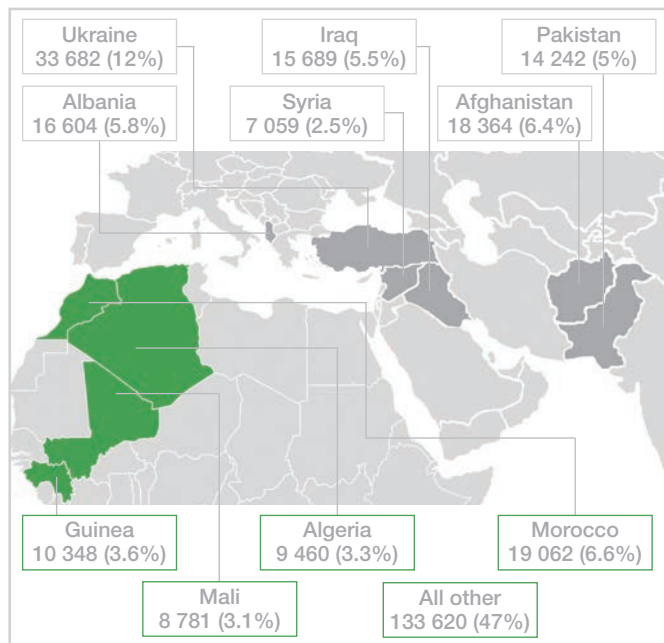 Ukraine
33 682 (12%)
Iraq
15 689 (5.5%)
Pakistan
14 242 (5%)
Albania
16 604 (5.8%)
Syria
7 059 (2.5%)
Afghanistan
18 364 (6.4%)
Guinea
10 348 (3.6%)
Algeria
9 460 (3.3%)
Morocco
19 062 (6.6%)
Mali
8 781 (3.1%)
All other
133 620 (47%)